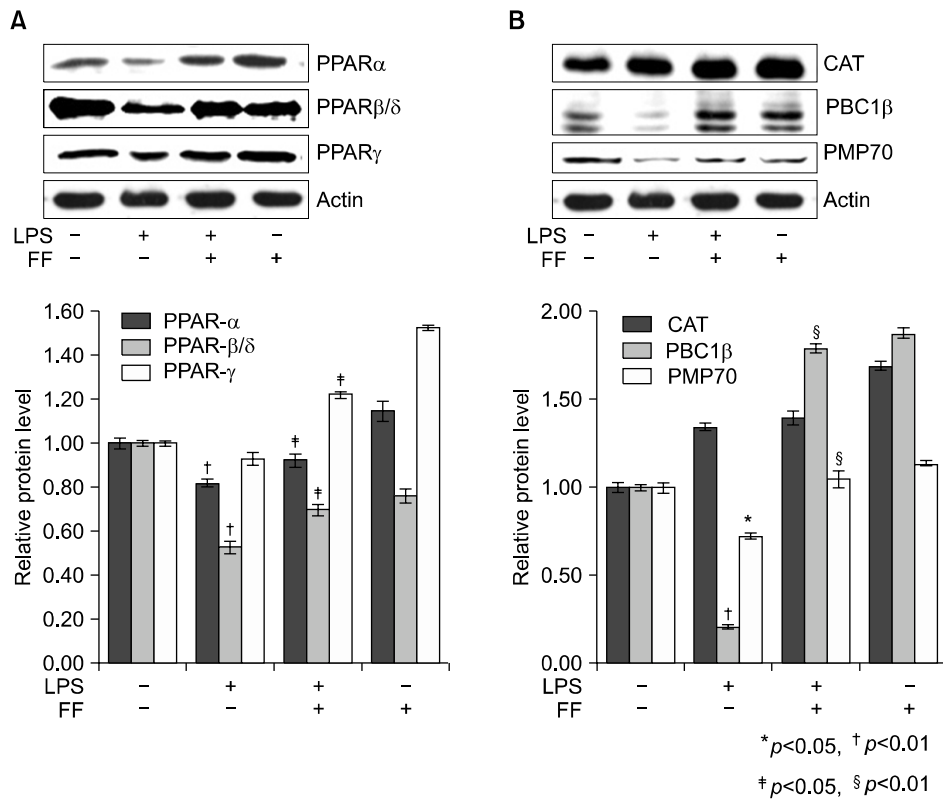 A
PPARα
PPARβ/δ
PPARγ
Actin
LPS – + + –
FF – – + +
Relative protein level
1.60
1.40
1.20
1.00
0.80
0.60
0.40
0.20
0.00
PPAR-α
PPAR-β/δ
PPAR-γ
†
†
ǂ
ǂ
ǂ
LPS – + + –
FF – – + +
B
CAT
PBC1β
PMP70
Actin
LPS – + + –
FF – – + +
Relative protein level
2.00
1.50
1.00
0.50
0.00
CAT
PBC1β
PMP70
†
*
§
§
LPS – + + –
FF – – + +
*p<0.05, †p<0.01
ǂp<0.05, §p<0.01